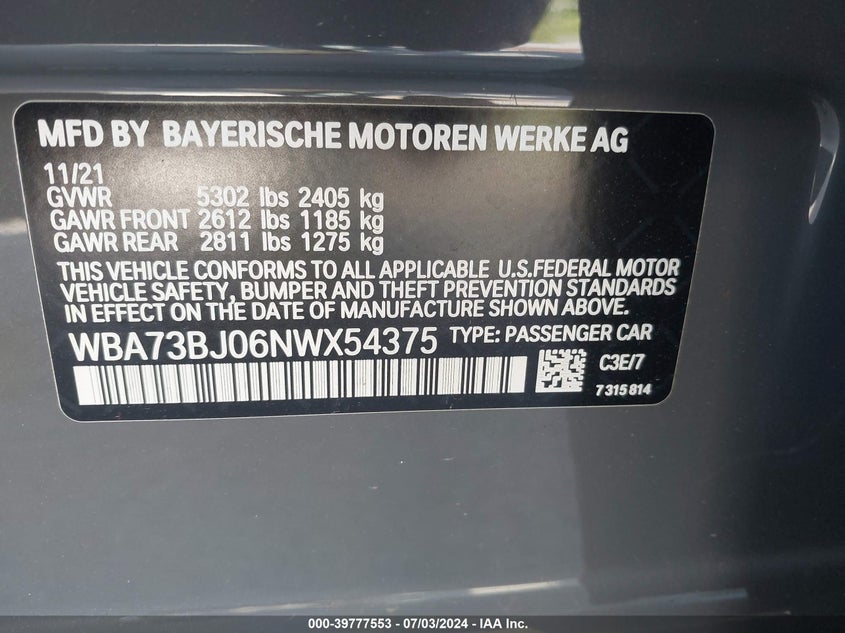 MFD BY BAYERISCHE MOTOREN WERKE AG
11/21
GVWR 5302 lbs 2405 kg
GAWR FRONT 2612 lbs 1185 kg
GAWR REAR 2811 lbs 1275 kg
THIS VEHICLE CONFORMS TO ALL APPLICABLE U.S.FEDERAL MOTOR
VEHICLE SAFETY, BUMPER AND THEFT PREVENTION STANDARDS
IN EFFECT ON THE DATE OF MANUFACTURE SHOWN ABOVE.
WBA73BJ06NWX54375 TYPE: PASSENGER CAR
C3E/7
7315814
000-39777553 - 07/03/2024 - IAA Inc.